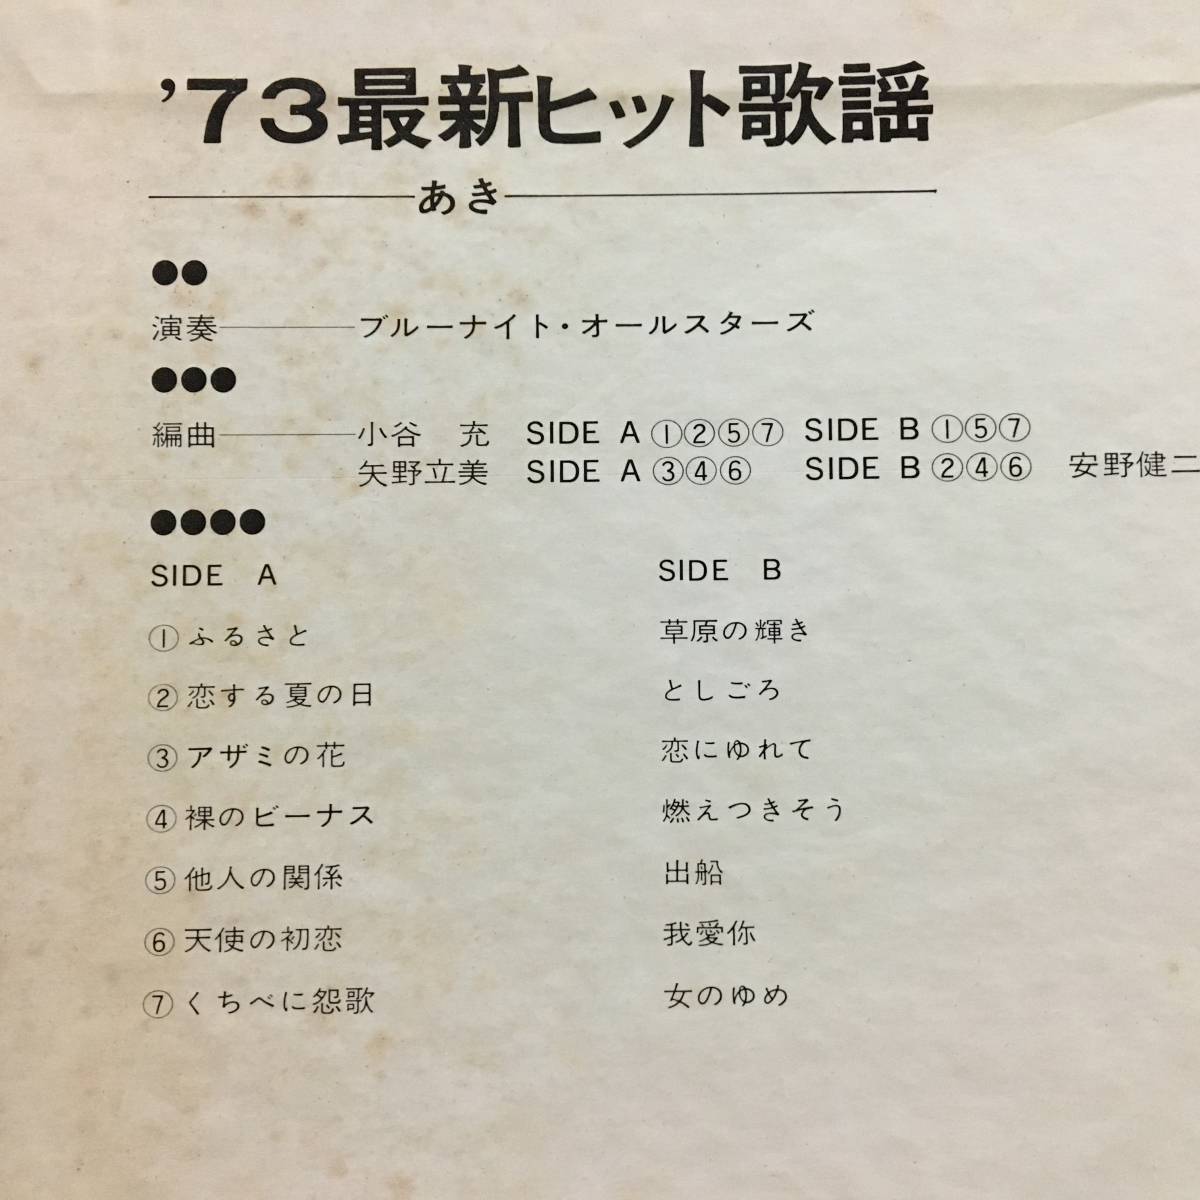 ’73最新ヒット歌謡
あき
演奏 ブルーナイト・オールスターズ
編曲 小谷 充 SIDE A ①②⑤⑦ SIDE B ①⑤⑦
矢野立美 SIDE A ③④⑥ SIDE B ②④⑥ 安野健二
SIDE A SIDE B
①ふるさと 草原の輝き
②恋する夏の日 としごろ
③アザミの花 恋にゆれて
④裸のビーナス 燃えつきそう
⑤他人の関係 出船
⑥天使の初恋 我愛你
⑦くちべに怨歌 女のゆめ